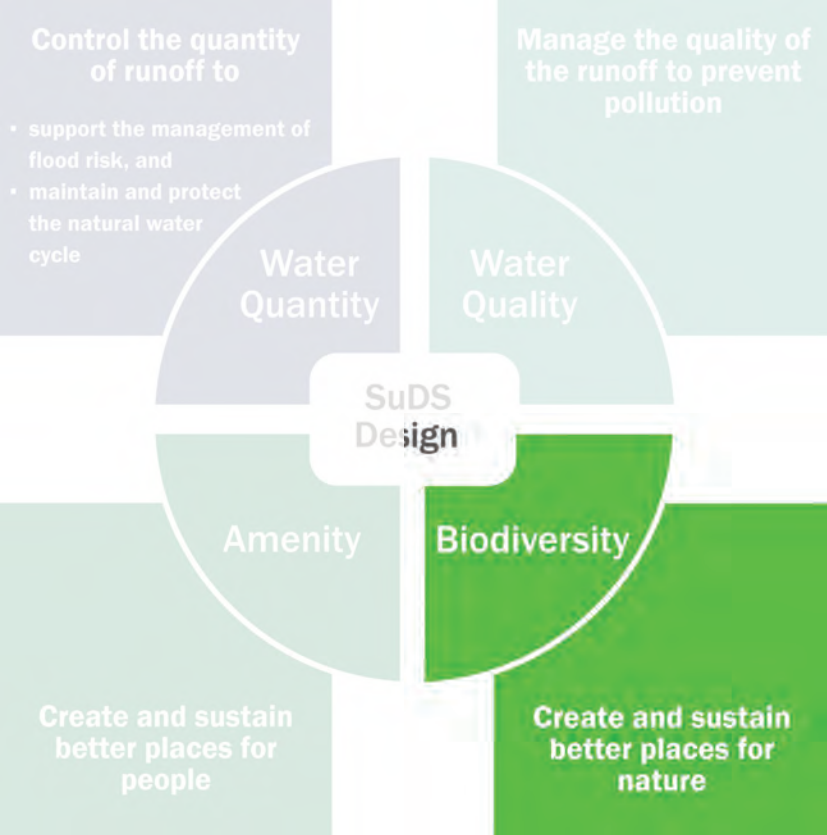 Control the quantity
of runoff to
• support the management of
flood risk, and
• maintain and protect
the natural water
cycle
Manage the quality of
the runoff to prevent
pollution
Water
Quantity
Water
Quality
SuDS
Design
Amenity
Biodiversity
Create and sustain
better places for
people
Create and sustain
better places for
nature